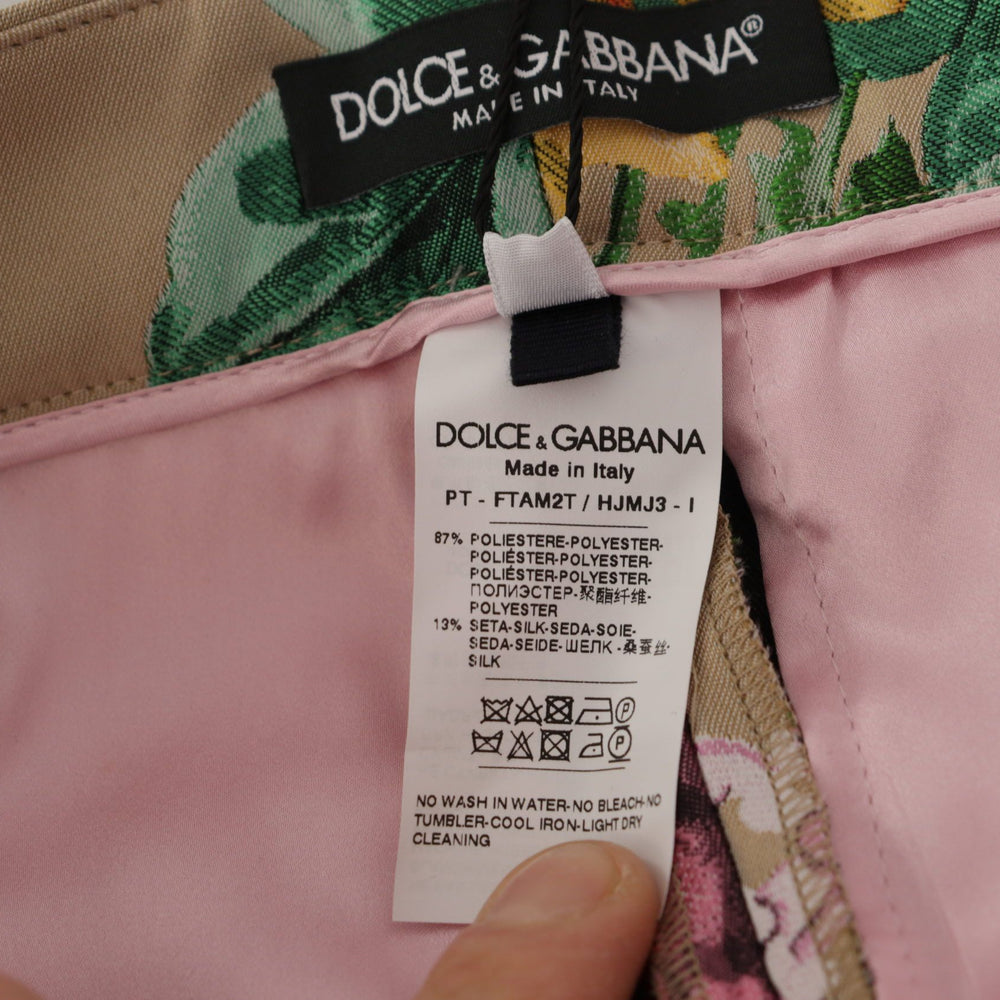 DOLCE & GABBANA®
MADE IN ITALY
DOLCE & GABBANA
Made in Italy
PT - FTAM2T / HJMJ3 - I
87% POLIESTERE-POLYESTER-
POLIÉSTER-POLYESTER-
POLIÉSTER-POLYESTER-
ПОЛИЭСТЕР-聚酯纤维-
POLYESTER
13% SETA-SILK-SEDA-SOIE-
SEDA-SEIDE-ШЕЛК-桑蚕丝-
SILK
P
P
NO WASH IN WATER-NO BLEACH-NO
TUMBLER-COOL IRON-LIGHT DRY
CLEANING